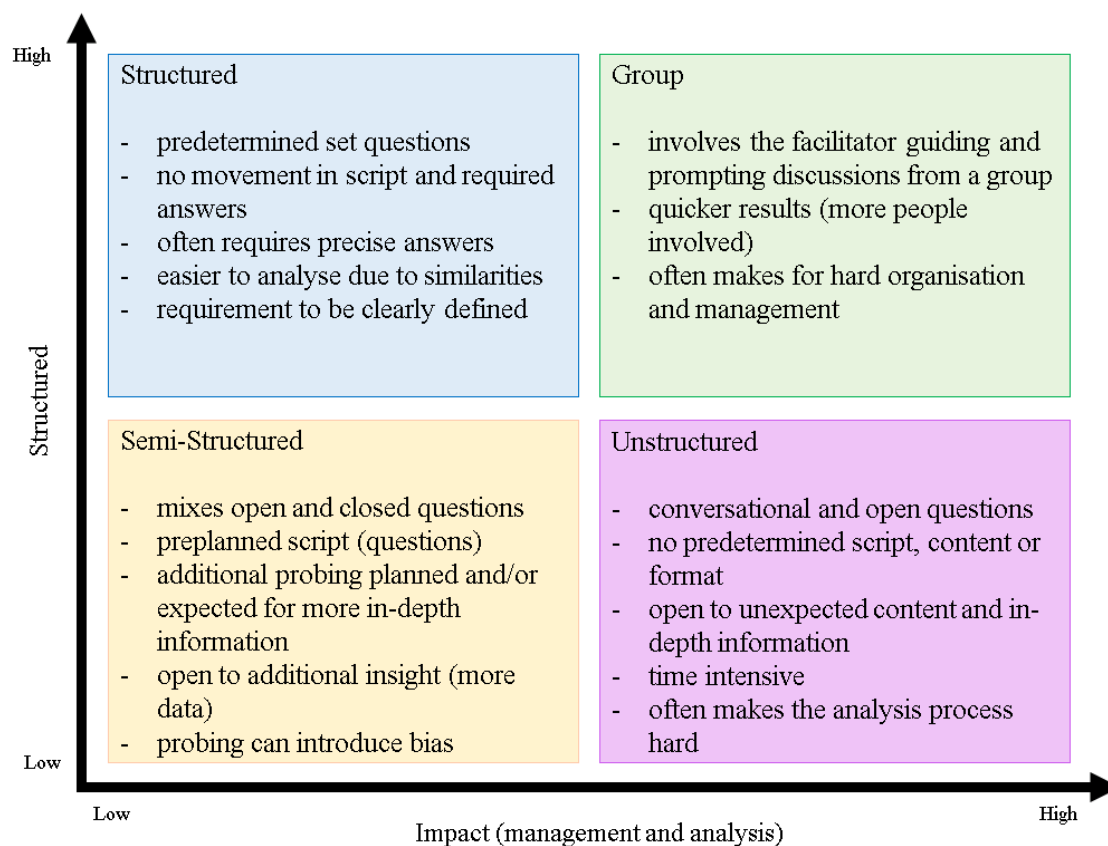 High
Structured
- predetermined set questions
- no movement in script and required
answers
- often requires precise answers
- easier to analyse due to similarities
- requirement to be clearly defined
Group
- involves the facilitator guiding and
prompting discussions from a group
- quicker results (more people
involved)
- often makes for hard organisation
and management
Structured
Semi-Structured
- mixes open and closed questions
- preplanned script (questions)
- additional probing planned and/or
expected for more in-depth
information
- open to additional insight (more
data)
- probing can introduce bias
Unstructured
- conversational and open questions
- no predetermined script, content or
format
- open to unexpected content and in-
depth information
- time intensive
- often makes the analysis process
hard
Low
Low
High
Impact (management and analysis)